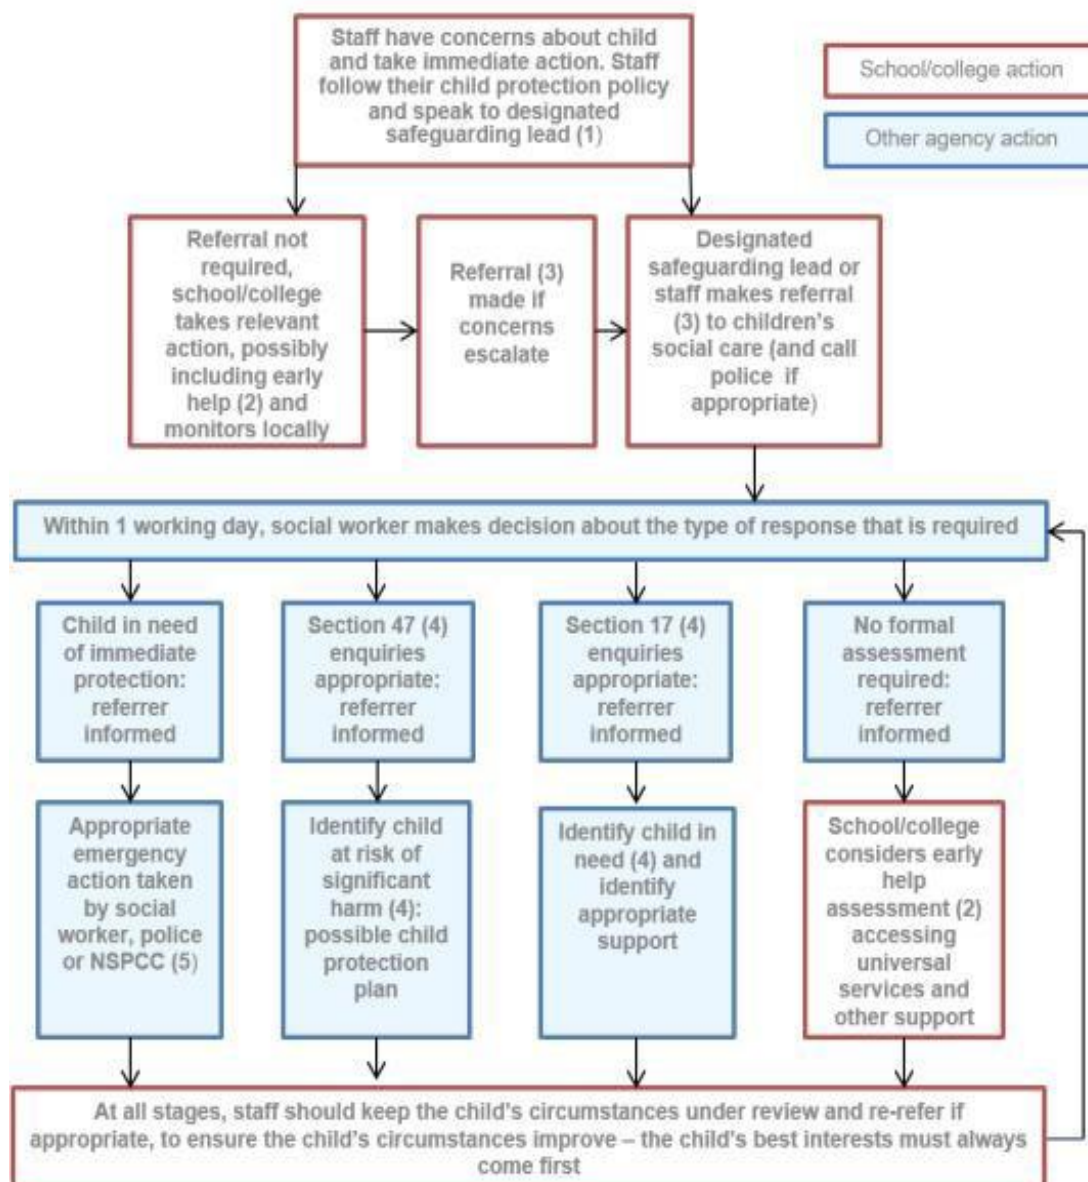 Staff have concerns about child
and take immediate action. Staff
follow their child protection policy
and speak to designated
safeguarding lead (1)
School/college action
Other agency action
Referral not
required,
school/college
takes relevant
action, possibly
including early
help (2) and
monitors locally
Referral (3)
made if
concerns
escalate
Designated
safeguarding lead or
staff makes referral
(3) to children's
social care (and call
police if
appropriate)
Within 1 working day, social worker makes decision about the type of response that is required
Child in need
of immediate
protection:
referrer
informed
Section 47 (4)
enquiries
appropriate:
referrer
informed
Section 17 (4)
enquiries
appropriate:
referrer
informed
No formal
assessment
required:
referrer
informed
Appropriate
emergency
action taken
by social
worker, police
or NSPCC (5)
Identify child
at risk of
significant
harm (4):
possible child
protection
plan
Identify child in
need (4) and
identify
appropriate
support
School/college
considers early
help
assessment (2)
accessing
universal
services and
other support
At all stages, staff should keep the child's circumstances under review and re-refer if
appropriate, to ensure the child's circumstances improve – the child's best interests must always
come first